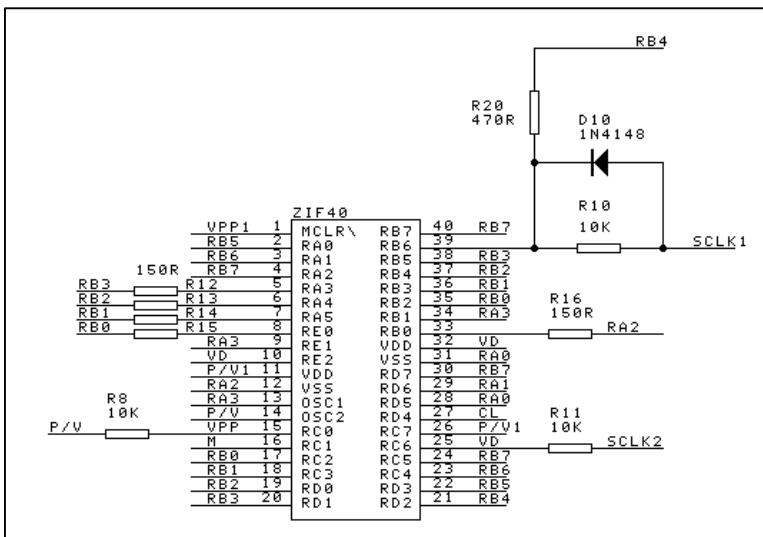 RB4
R20
470R
D10
1N4148
R10
10K
SCLK1
ZIF40
VPP1 1 MCLR\ RB7 40 RB7
RB5 2 RA0 RB6 39
RB6 3 RA1 RB5 38 RB3
RB7 4 RA2 RB4 37 RB2
150R
RB3 R12 5 RA3 RB3 36 RB1
RB2 R13 6 RA4 RB2 35 RB0
RB1 R14 7 RA5 RB1 34 RA3
RB0 R15 8 RE0 RB0 33
R16
150R
RA2
RA3 9 RE1 VDD 32 VD
VD 10 RE2 VSS 31 RA0
P/V1 11 VDD RD7 30 RB7
RA2 12 VSS RD6 29 RA1
RA3 13 OSC1 RD5 28 RA0
P/V 14 OSC2 RD4 27 CL
R8
10K
P/V
VPP 15 RC0 RC7 26 P/V1
M 16 RC1 RC6 25 VD
R11
10K
SCLK2
RB0 17 RC2 RC5 24 RB7
RB1 18 RC3 RC4 23 RB6
RB2 19 RD0 RD3 22 RB5
RB3 20 RD1 RD2 21 RB4